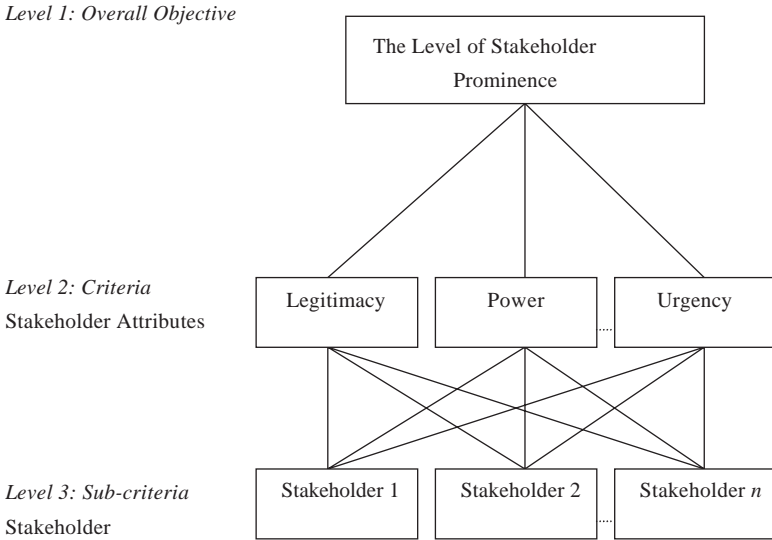 Level 1: Overall Objective
The Level of Stakeholder
Prominence
Level 2: Criteria
Stakeholder Attributes
Legitimacy
Power
.....
Urgency
Level 3: Sub-criteria
Stakeholder
Stakeholder 1
Stakeholder 2
.....
Stakeholder n